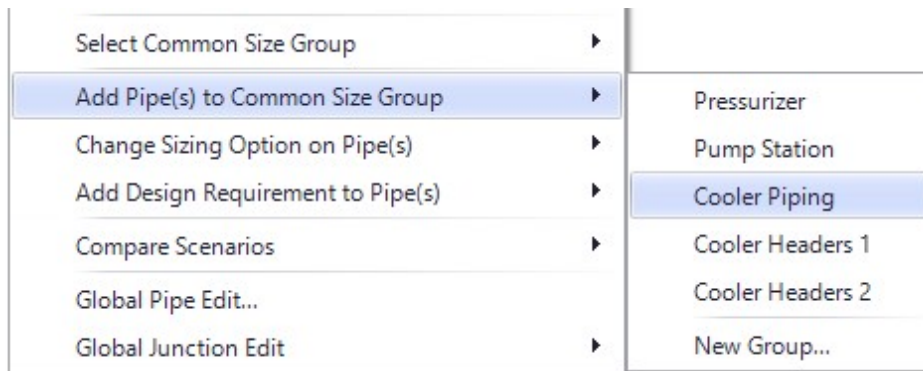 Select Common Size Group
Add Pipe(s) to Common Size Group
Change Sizing Option on Pipe(s)
Add Design Requirement to Pipe(s)
Compare Scenarios
Global Pipe Edit...
Global Junction Edit
Pressurizer
Pump Station
Cooler Piping
Cooler Headers 1
Cooler Headers 2
New Group...